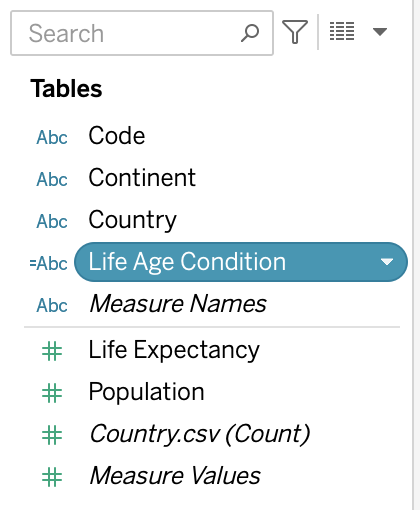 Search
Tables
Abc Code
Abc Continent
Abc Country
=Abc Life Age Condition
Abc Measure Names
# Life Expectancy
# Population
# Country.csv (Count)
# Measure Values